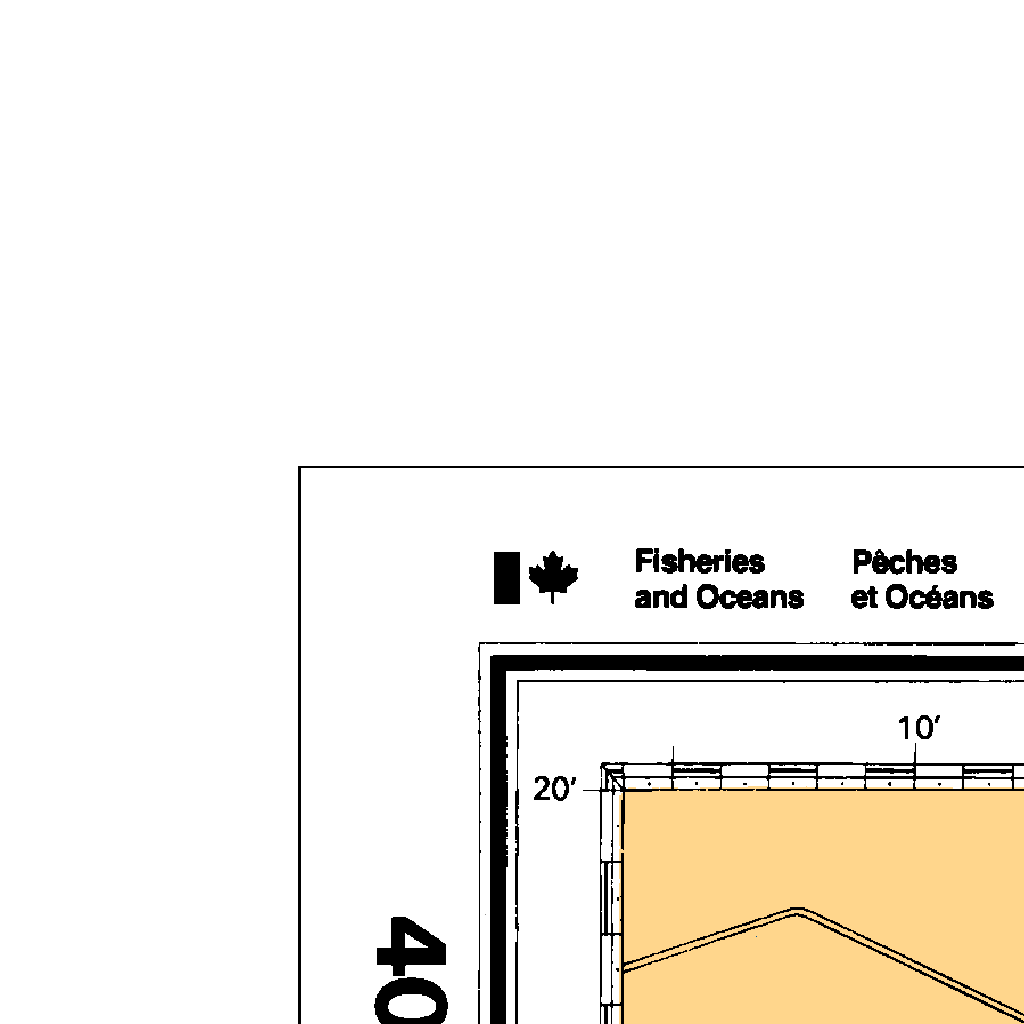 Fisheries
and Oceans
Pêches
et Océans
10′
20′
40